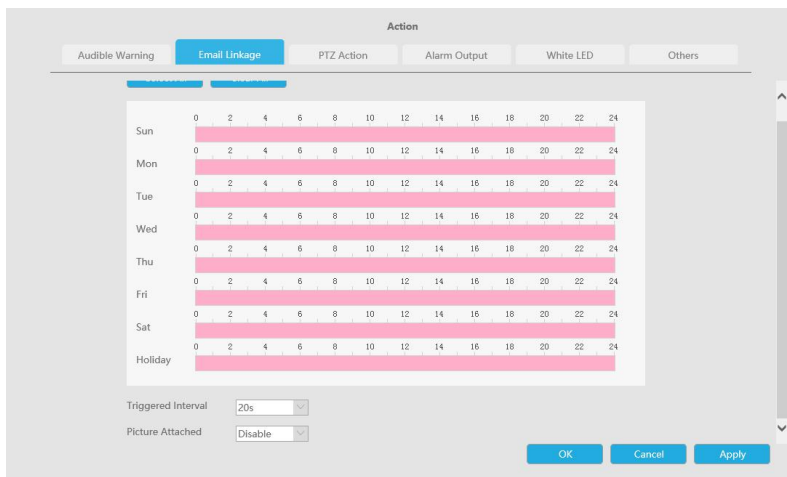 Action
Audible Warning Email Linkage PTZ Action Alarm Output White LED Others
0 2 4 6 8 10 12 14 16 18 20 22 24
Sun
0 2 4 6 8 10 12 14 16 18 20 22 24
Mon
0 2 4 6 8 10 12 14 16 18 20 22 24
Tue
0 2 4 6 8 10 12 14 16 18 20 22 24
Wed
0 2 4 6 8 10 12 14 16 18 20 22 24
Thu
0 2 4 6 8 10 12 14 16 18 20 22 24
Fri
0 2 4 6 8 10 12 14 16 18 20 22 24
Sat
0 2 4 6 8 10 12 14 16 18 20 22 24
Holiday
Triggered Interval 20s
Picture Attached Disable
OK Cancel Apply